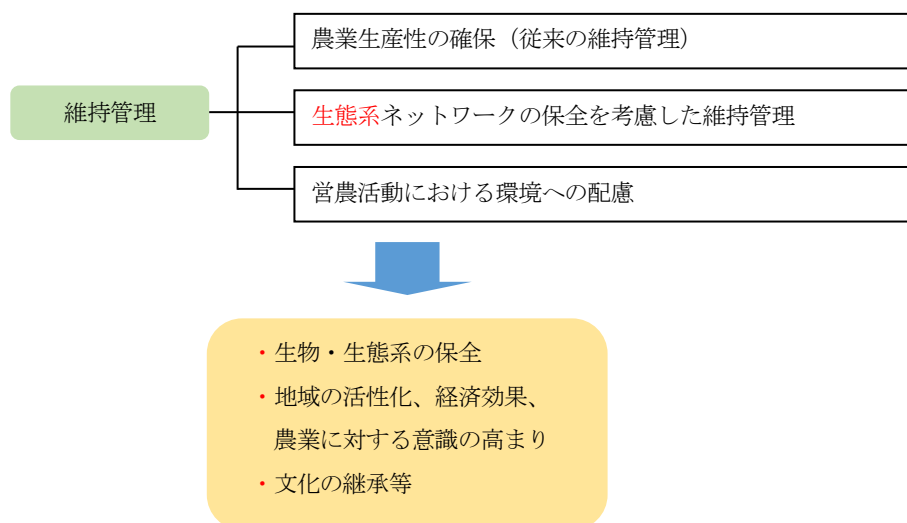 農業生産性の確保（従来の維持管理）
維持管理
生態系ネットワークの保全を考慮した維持管理
営農活動における環境への配慮
・生物・生態系の保全
・地域の活性化、経済効果、
農業に対する意識の高まり
・文化の継承等